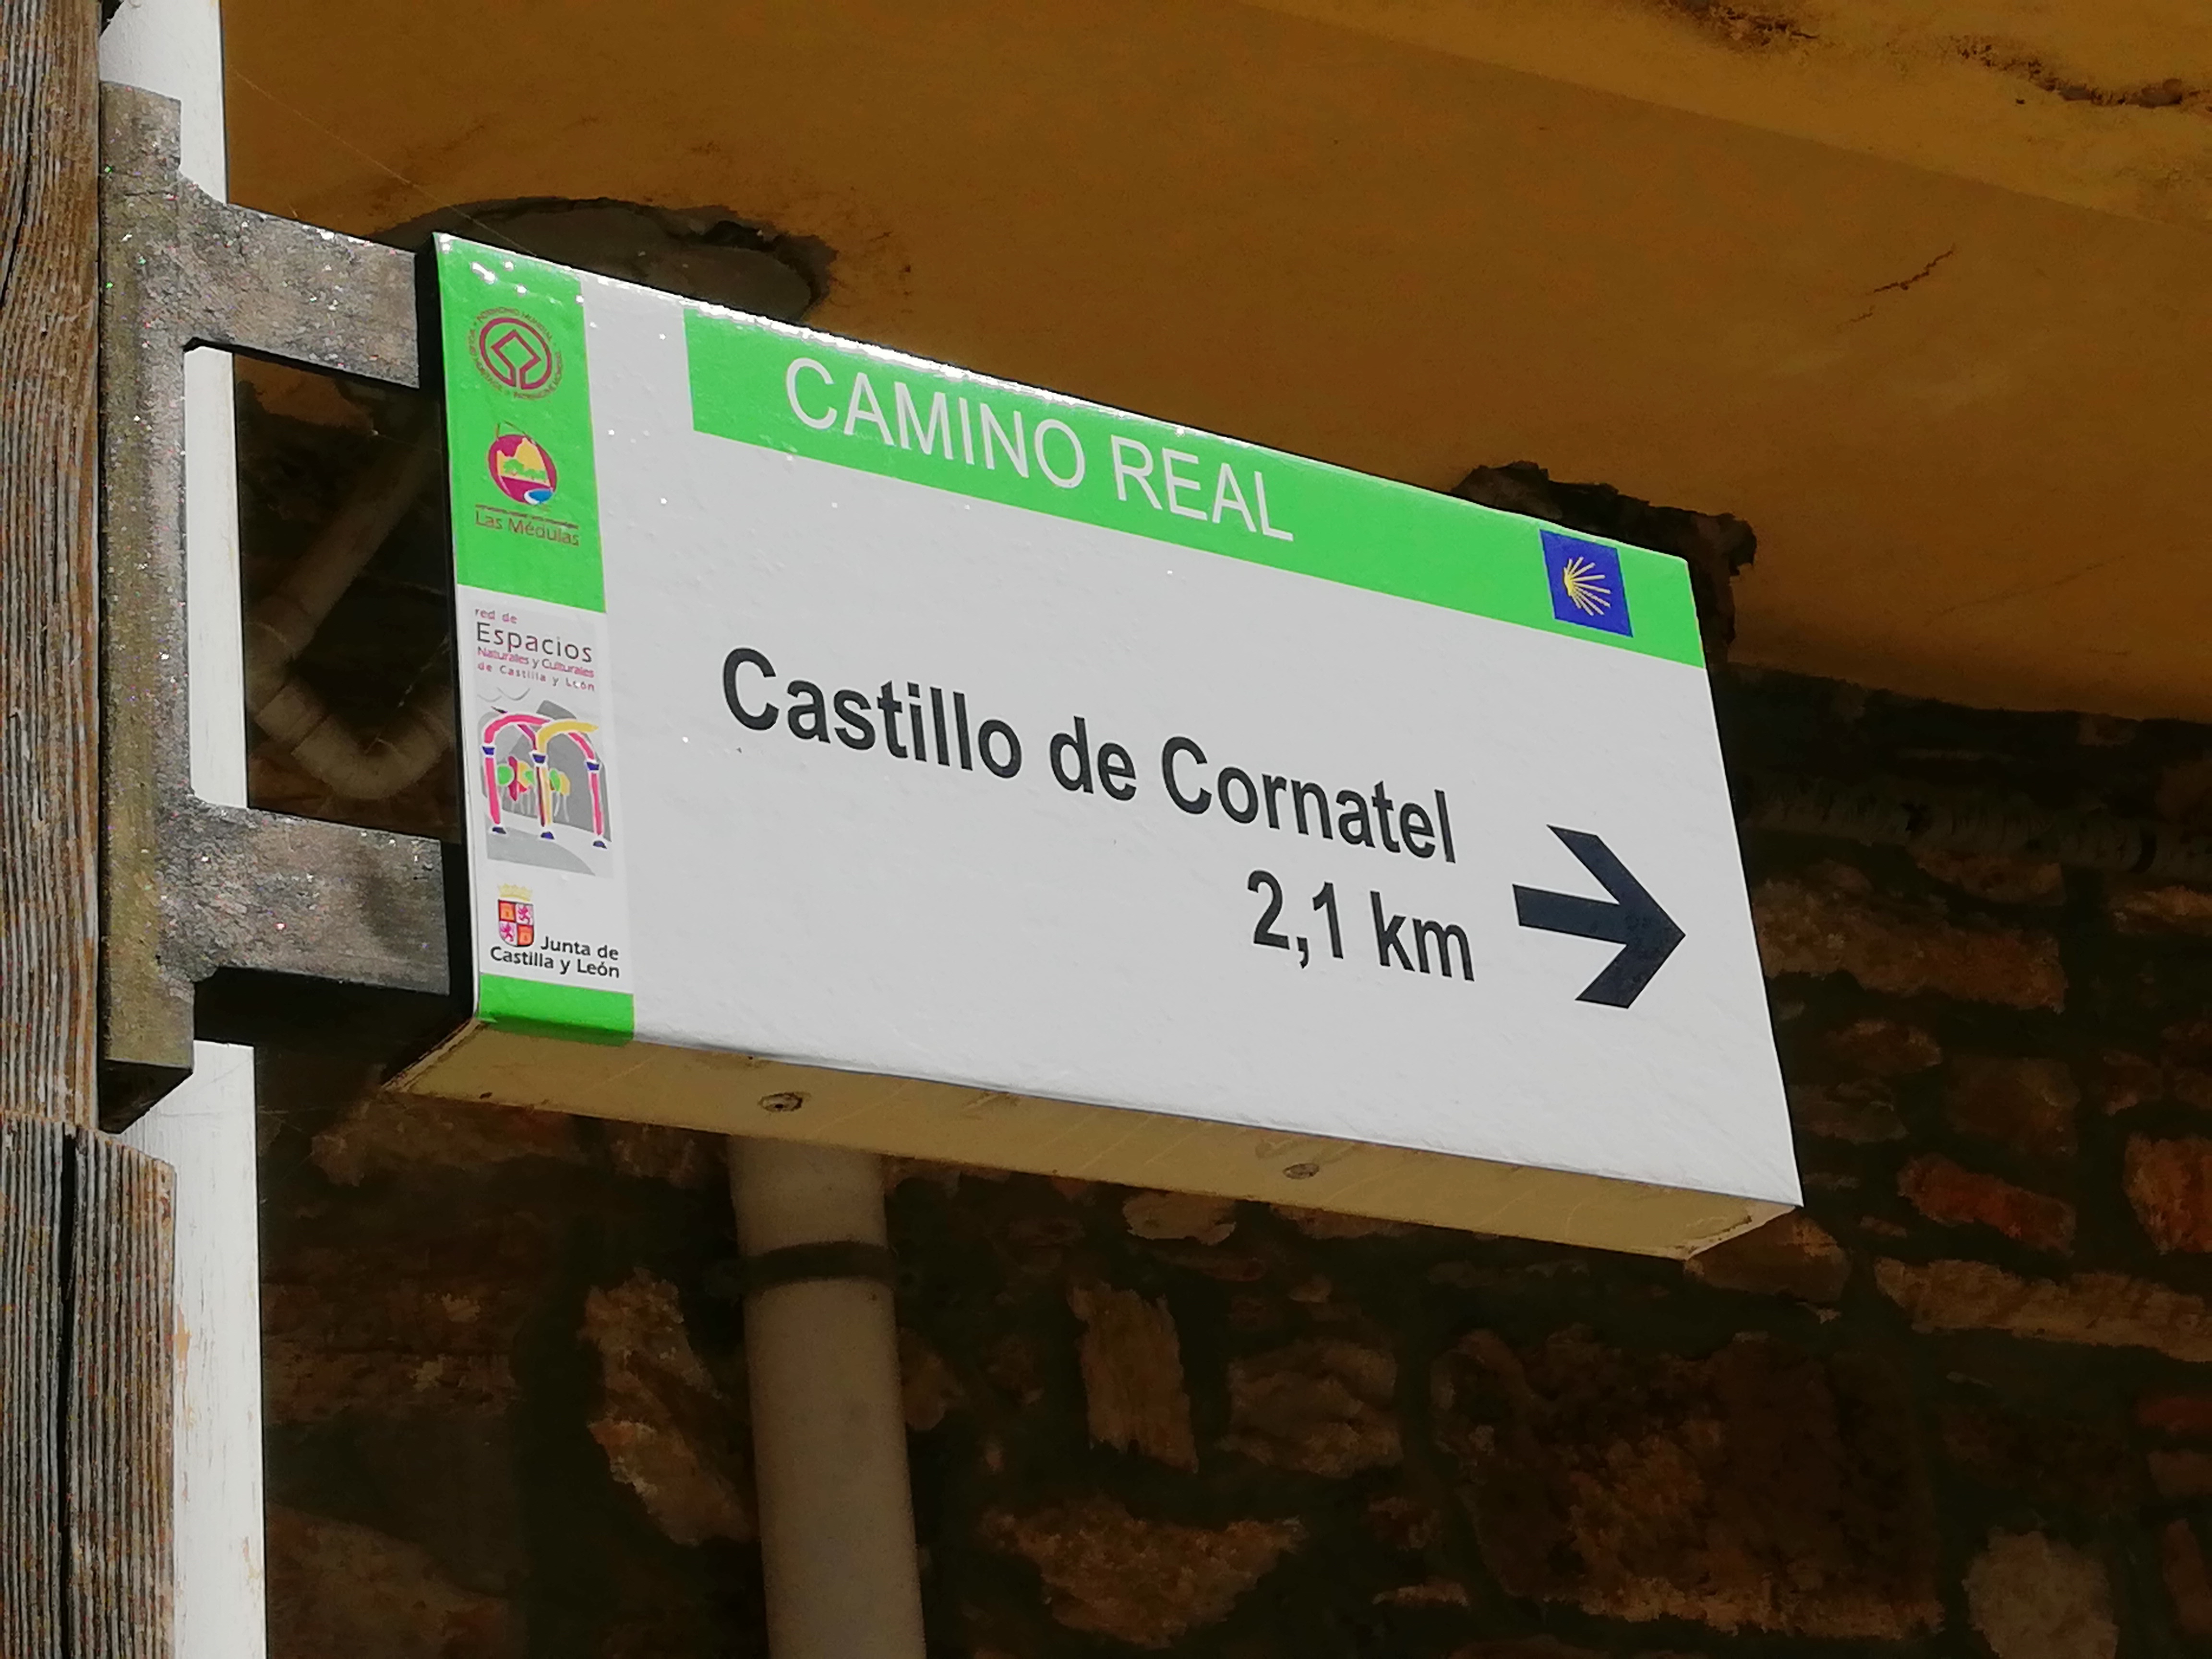 CAMINO REAL
Castillo de Cornatel
2,1 km
Las Médulas
red de
Espacios
Naturales y Culturales
de Castilla y León
Junta de
Castilla y León